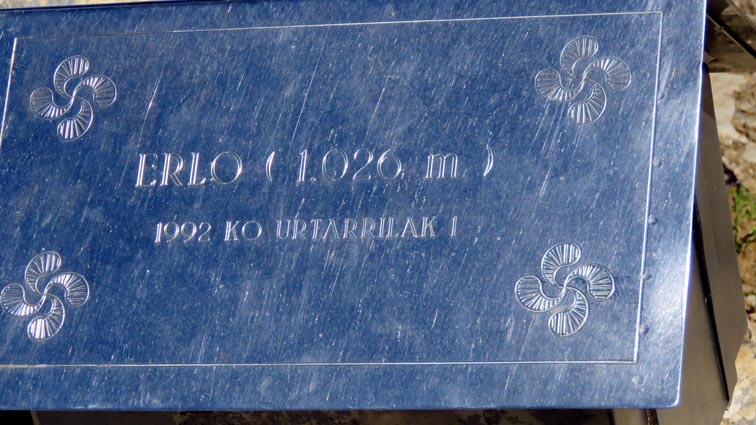 ERLO (1.026 m.)
1992 KO URTARRILAK 1